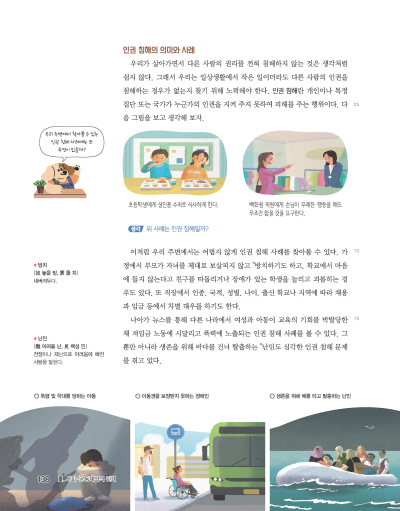 인권 침해의 의미와 사례
우리가 살아가면서 다른 사람의 권리를 전혀 침해하지 않는 것은 생각처럼
쉽지 않다. 그래서 우리는 일상생활에서 작은 일이더라도 다른 사람의 인권을
침해하는 경우가 없는지 찾기 위해 노력해야 한다. 인권 침해란 개인이나 특정
집단 또는 국가가 누군가의 인권을 지켜 주지 못하여 피해를 주는 행위이다. 다
음 그림을 보고 생각해 보자.
우리 주변에서 찾아볼 수 있는
인권 침해 사례에는
무엇이 있을까?
초등학생에게 성인용 수저로 식사하게 한다.
백화점 직원에게 손님이 무례한 행동을 해도
무조건 참을 것을 요구한다.
위 사례는 인권 침해일까?
이처럼 우리 주변에서는 어렵지 않게 인권 침해 사례를 찾아볼 수 있다. 가
정에서 부모가 자녀를 제대로 보살피지 않고 방치하기도 하고, 학교에서 마음
에 들지 않는다고 친구를 따돌리거나 장애가 있는 학생을 놀리고 괴롭히는 경
우도 있다. 또 직장에서 인종, 국적, 성별, 나이, 출신 학교나 지역에 따라 채용
과 임금 등에서 차별 대우를 하기도 한다.
나아가 뉴스를 통해 다른 나라에서 여성과 아동이 교육의 기회를 박탈당한
채 저임금 노동에 시달리고 폭력에 노출되는 인권 침해 사례를 볼 수 있다. 그
뿐만 아니라 생존을 위해 바다를 건너 탈출하는 난민도 심각한 인권 침해 문제
를 겪고 있다.
방치
[放 놓을 방, 置 둘 치]
내버려두다.
난민
[難 어려울 난, 民 백성 민]
전쟁이나 재난으로 어려움에 빠진
사람을 말한다.
폭행 및 학대를 당하는 아동
이동권을 보장받지 못하는 장애인
생존을 위해 배를 타고 탈출하는 난민